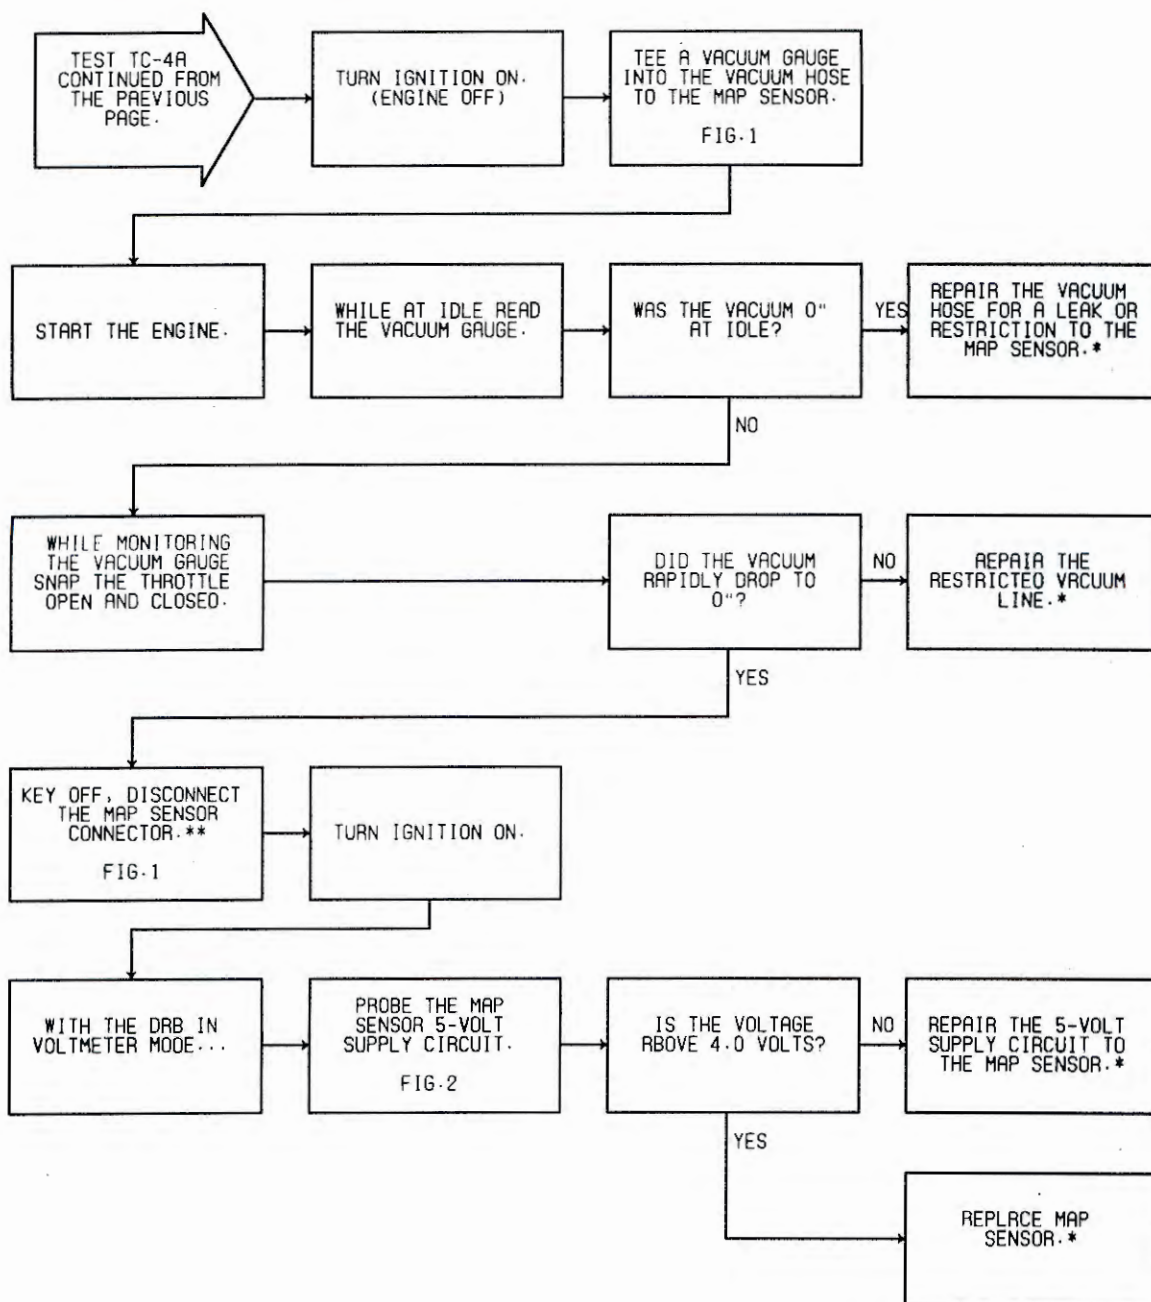 TEST TC-4A
CONTINUED FROM
THE PAEVIOUS
PAGE.
TURN IGNITION ON.
(ENGINE OFF)
TEE A VACUUM GAUGE
INTO THE VACUUM HOSE
TO THE MAP SENSOR.
FIG.1
START THE ENGINE.
WHILE AT IDLE READ
THE VACUUM GAUGE.
WAS THE VACUUM 0"
AT IDLE?
YES
REPAIR THE VACUUM
HOSE FOR A LEAK OR
RESTRICTION TO THE
MAP SENSOR.*
NO
WHILE MONITORING
THE VACUUM GAUGE
SNAP THE THROTTLE
OPEN AND CLOSED.
DID THE VACUUM
RAPIDLY DROP TO
0"?
NO
REPAIR THE
RESTRICTED VACUUM
LINE.*
YES
KEY OFF, DISCONNECT
THE MAP SENSOR
CONNECTOR.**
FIG.1
TURN IGNITION ON.
WITH THE DRB IN
VOLTMETER MODE...
PROBE THE MAP
SENSOR 5-VOLT
SUPPLY CIRCUIT.
FIG.2
IS THE VOLTAGE
ABOVE 4.0 VOLTS?
NO
REPAIR THE 5-VOLT
SUPPLY CIRCUIT TO
THE MAP SENSOR.*
YES
REPLACE MAP
SENSOR.*